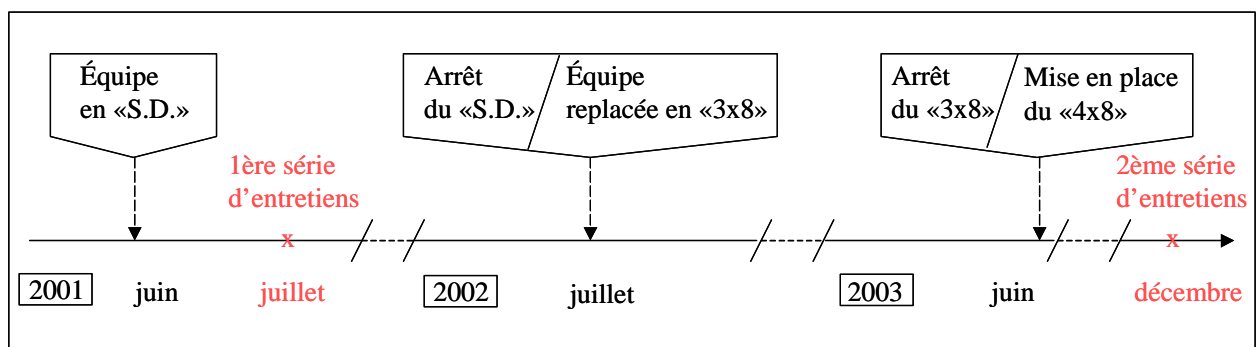 Équipe
en «S.D.»
Arrêt
du «S.D.»
Équipe
replacée en «3x8»
Arrêt
du «3x8»
Mise en place
du «4x8»
1ère série
d’entretiens
2ème série
d’entretiens
x
x
2001 juin juillet 2002 juillet 2003 juin décembre